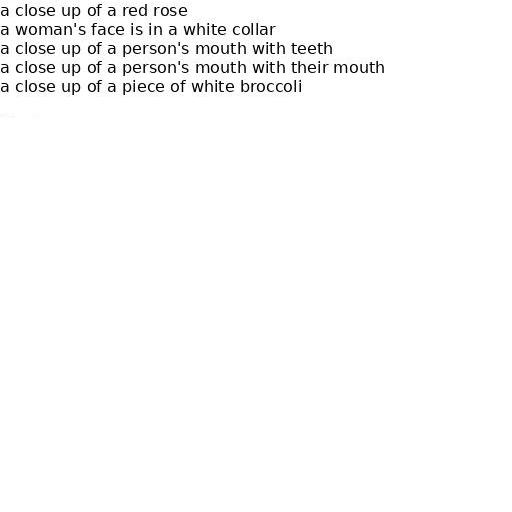 a close up of a red rose
a woman's face is in a white collar
a close up of a person's mouth with teeth
a close up of a person's mouth with their mouth
a close up of a piece of white broccoli